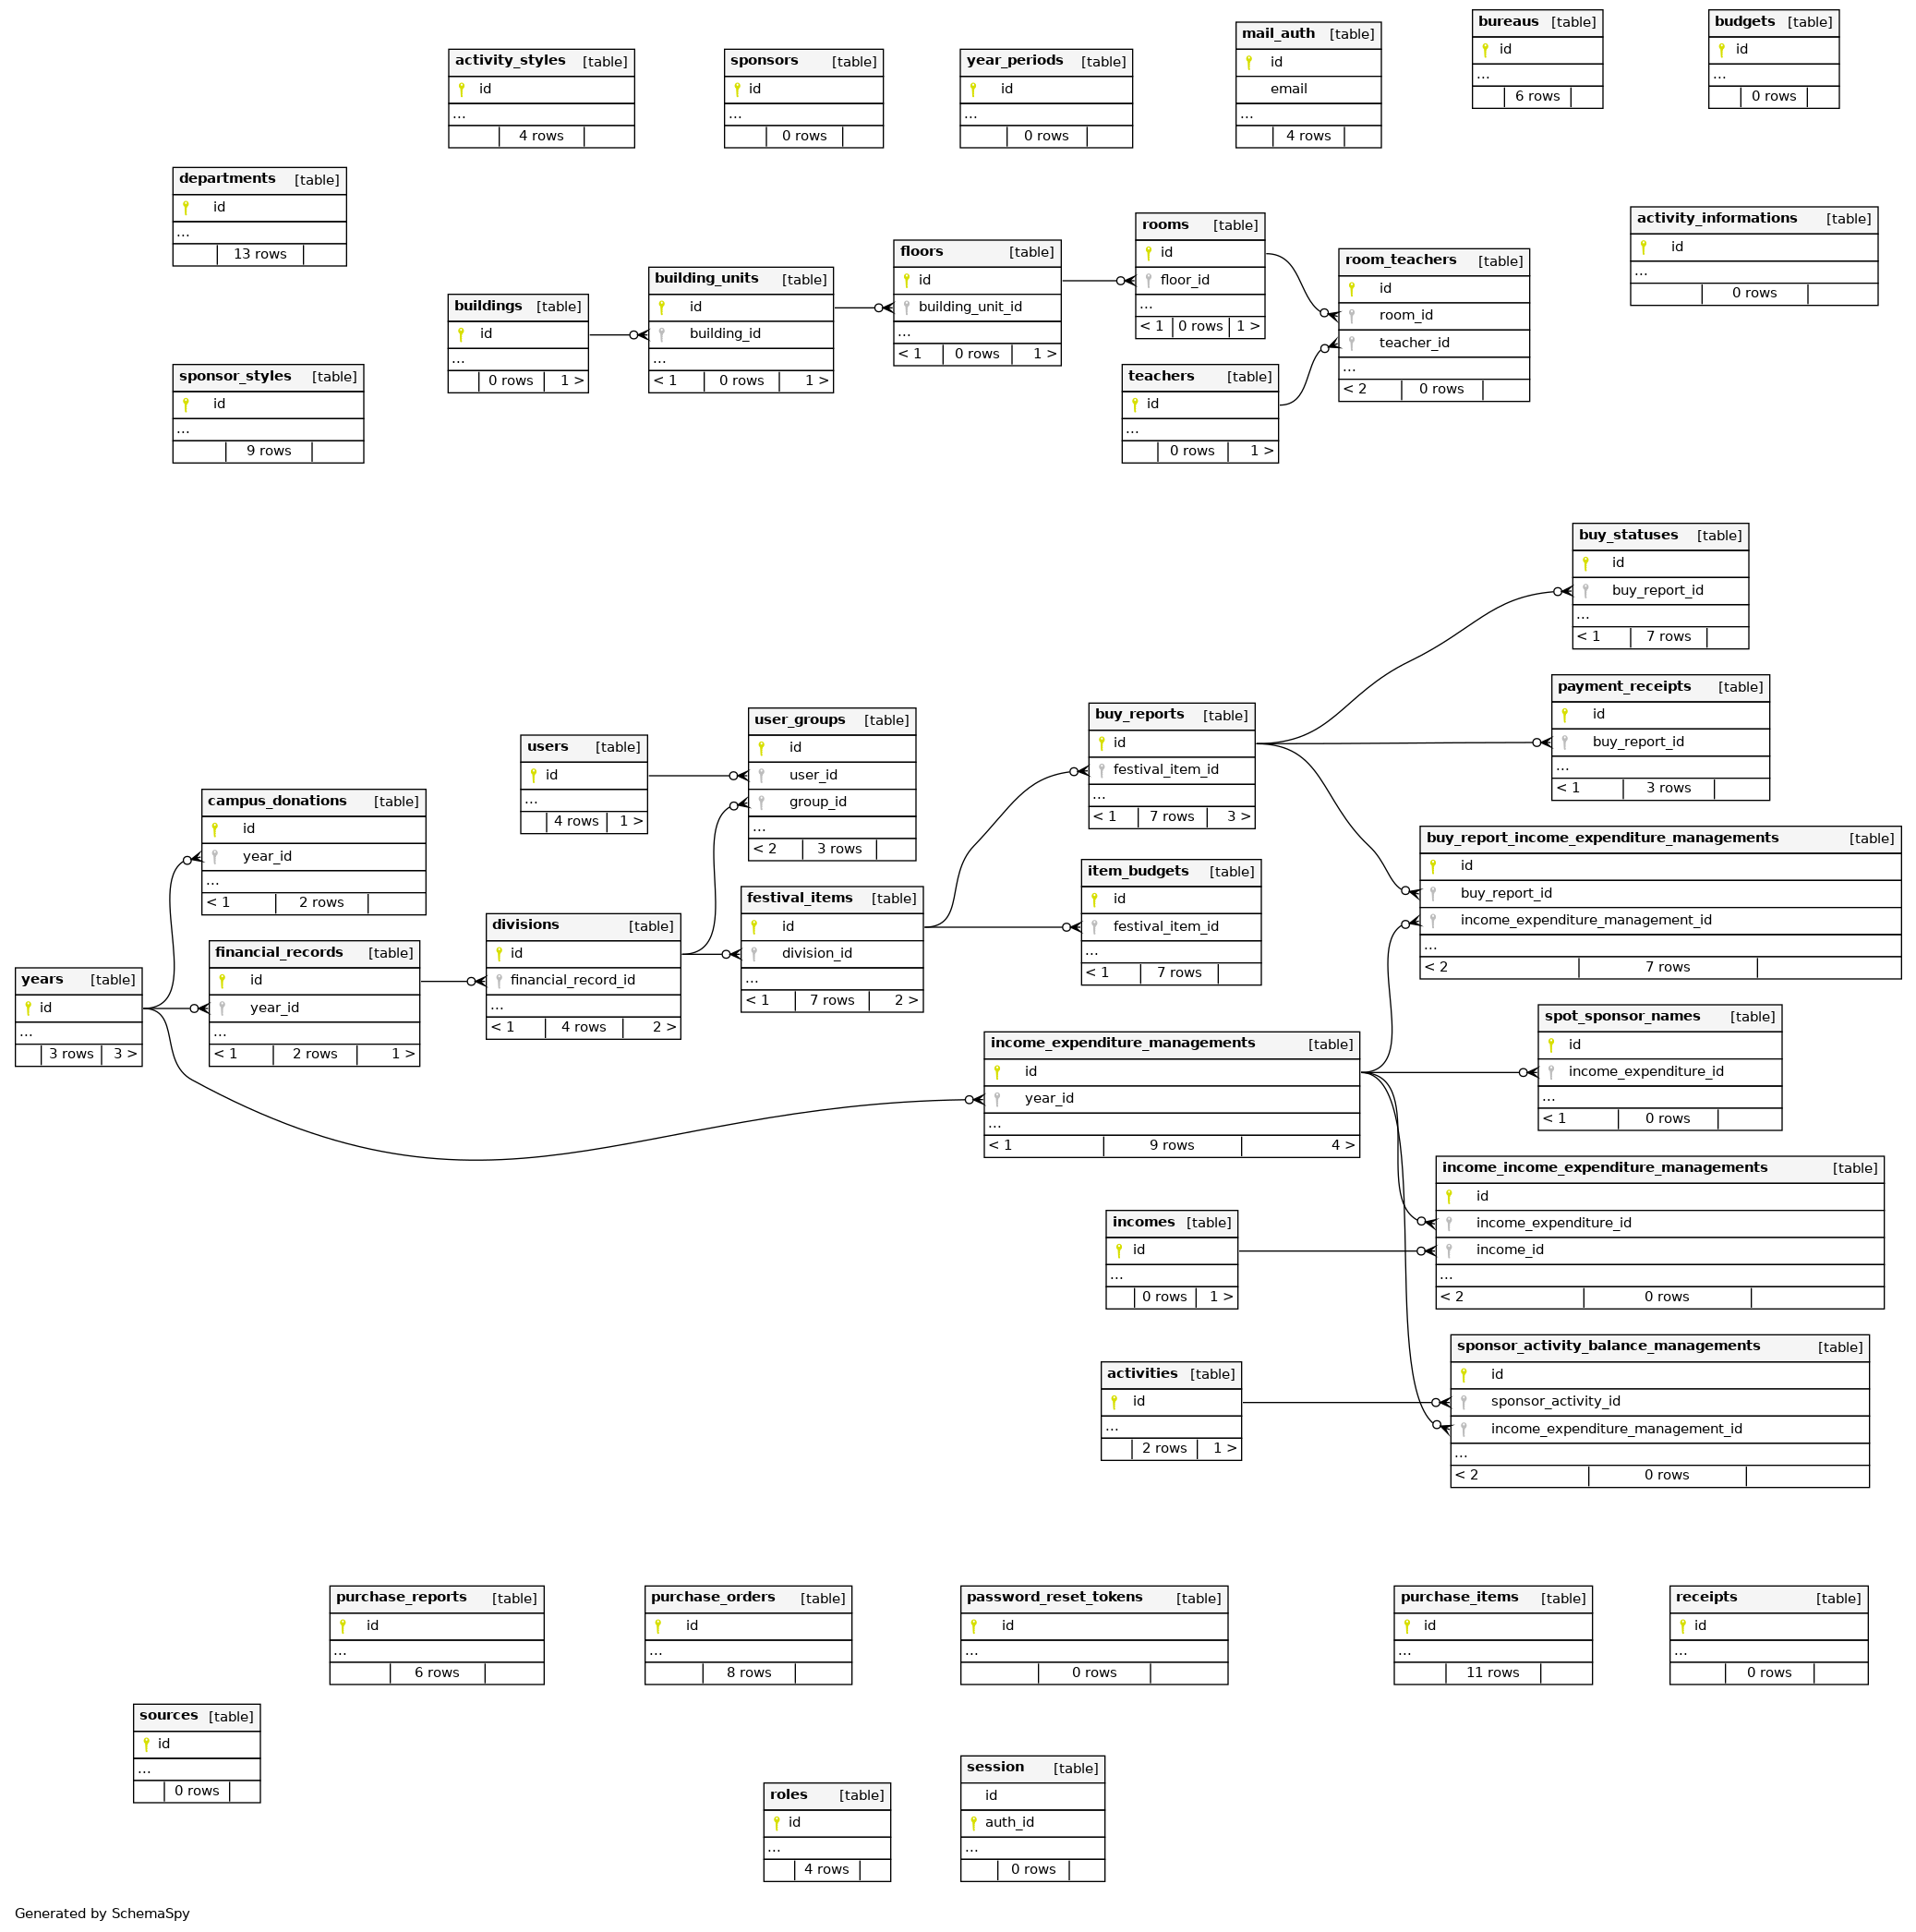 bureaus [table]
id
...
6 rows
budgets [table]
id
...
0 rows
mail_auth [table]
id
email
...
4 rows
activity_styles [table]
id
...
4 rows
sponsors [table]
id
...
0 rows
year_periods [table]
id
...
0 rows
departments [table]
id
...
13 rows
activity_informations [table]
id
...
0 rows
rooms [table]
id
floor_id
...
< 1 0 rows 1 >
floors [table]
id
building_unit_id
...
< 1 0 rows 1 >
room_teachers [table]
id
room_id
teacher_id
...
< 2 0 rows
building_units [table]
id
building_id
...
< 1 0 rows 1 >
buildings [table]
id
...
0 rows 1 >
sponsor_styles [table]
id
...
9 rows
teachers [table]
id
...
0 rows 1 >
buy_statuses [table]
id
buy_report_id
...
< 1 7 rows
payment_receipts [table]
id
buy_report_id
...
< 1 3 rows
buy_reports [table]
id
festival_item_id
...
< 1 7 rows 3 >
user_groups [table]
id
user_id
group_id
...
< 2 3 rows
users [table]
id
...
4 rows 1 >
campus_donations [table]
id
year_id
...
< 1 2 rows
buy_report_income_expenditure_managements [table]
id
buy_report_id
income_expenditure_management_id
...
< 2 7 rows
item_budgets [table]
id
festival_item_id
...
< 1 7 rows
festival_items [table]
id
division_id
...
< 1 7 rows 2 >
divisions [table]
id
financial_record_id
...
< 1 4 rows 2 >
financial_records [table]
id
year_id
...
< 1 2 rows 1 >
years [table]
id
...
3 rows 3 >
spot_sponsor_names [table]
id
income_expenditure_id
...
< 1 0 rows
income_expenditure_managements [table]
id
year_id
...
< 1 9 rows 4 >
income_income_expenditure_managements [table]
id
income_expenditure_id
income_id
...
< 2 0 rows
incomes [table]
id
...
0 rows 1 >
sponsor_activity_balance_managements [table]
id
sponsor_activity_id
income_expenditure_management_id
...
< 2 0 rows
activities [table]
id
...
2 rows 1 >
purchase_reports [table]
id
...
6 rows
purchase_orders [table]
id
...
8 rows
password_reset_tokens [table]
id
...
0 rows
purchase_items [table]
id
...
11 rows
receipts [table]
id
...
0 rows
sources [table]
id
...
0 rows
roles [table]
id
...
4 rows
session [table]
id
auth_id
...
0 rows
Generated by SchemaSpy